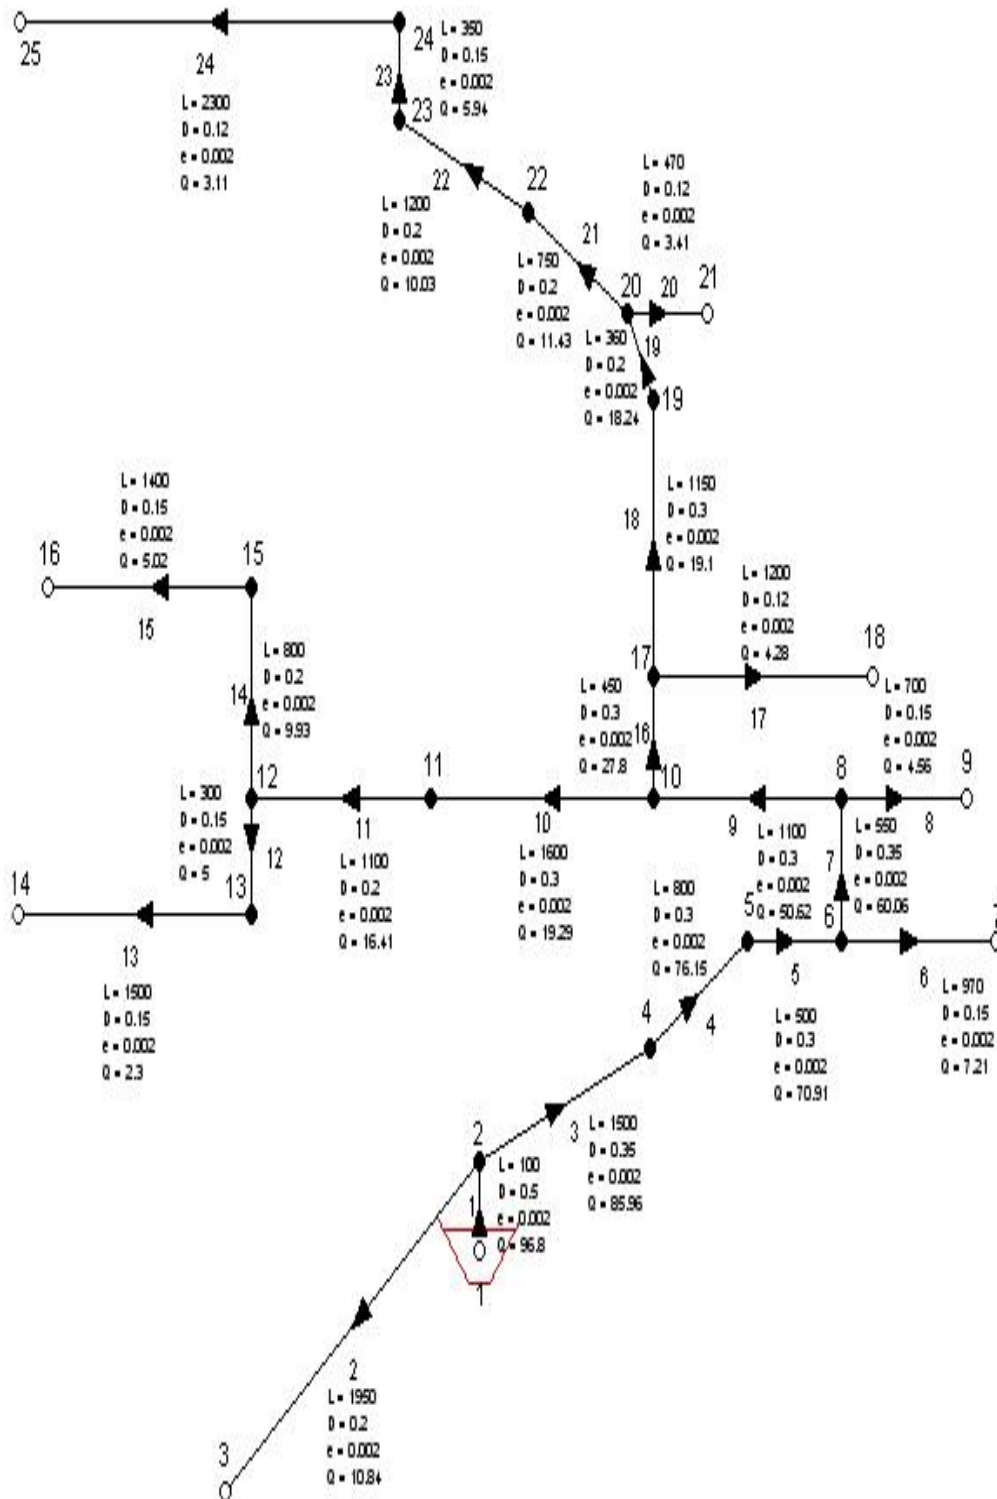 25
24
24
L = 2300
D = 0.12
e = 0.002
Q = 3.11
L = 360
D = 0.15
e = 0.002
Q = 5.94
23
23
22
22
L = 1200
D = 0.2
e = 0.002
Q = 10.03
L = 470
D = 0.12
e = 0.002
Q = 3.41
21
L = 750
D = 0.2
e = 0.002
Q = 11.43
20
20
21
L = 360
D = 0.2
e = 0.002
Q = 18.24
19
19
L = 1400
D = 0.15
e = 0.002
Q = 5.02
16
15
15
L = 1150
D = 0.3
e = 0.002
Q = 19.1
18
L = 1200
D = 0.12
e = 0.002
Q = 4.28
17
18
17
L = 800
D = 0.2
e = 0.002
Q = 9.93
14
L = 450
D = 0.3
e = 0.002
Q = 27.8
16
L = 700
D = 0.15
e = 0.002
Q = 4.56
12
11
10
8
9
11
10
9
8
L = 300
D = 0.15
e = 0.002
Q = 5
12
L = 1100
D = 0.2
e = 0.002
Q = 16.41
L = 1600
D = 0.3
e = 0.002
Q = 19.29
L = 1100
D = 0.3
e = 0.002
Q = 50.62
7
L = 550
D = 0.35
e = 0.002
Q = 60.06
14
13
13
L = 1500
D = 0.15
e = 0.002
Q = 2.3
L = 800
D = 0.3
e = 0.002
Q = 76.15
5
6
5
6
4
4
L = 500
D = 0.3
e = 0.002
Q = 70.91
L = 970
D = 0.15
e = 0.002
Q = 7.21
2
3
L = 1500
D = 0.35
e = 0.002
Q = 85.96
L = 100
D = 0.5
e = 0.002
Q = 96.8
1
1
2
L = 1950
D = 0.2
e = 0.002
Q = 10.84
3